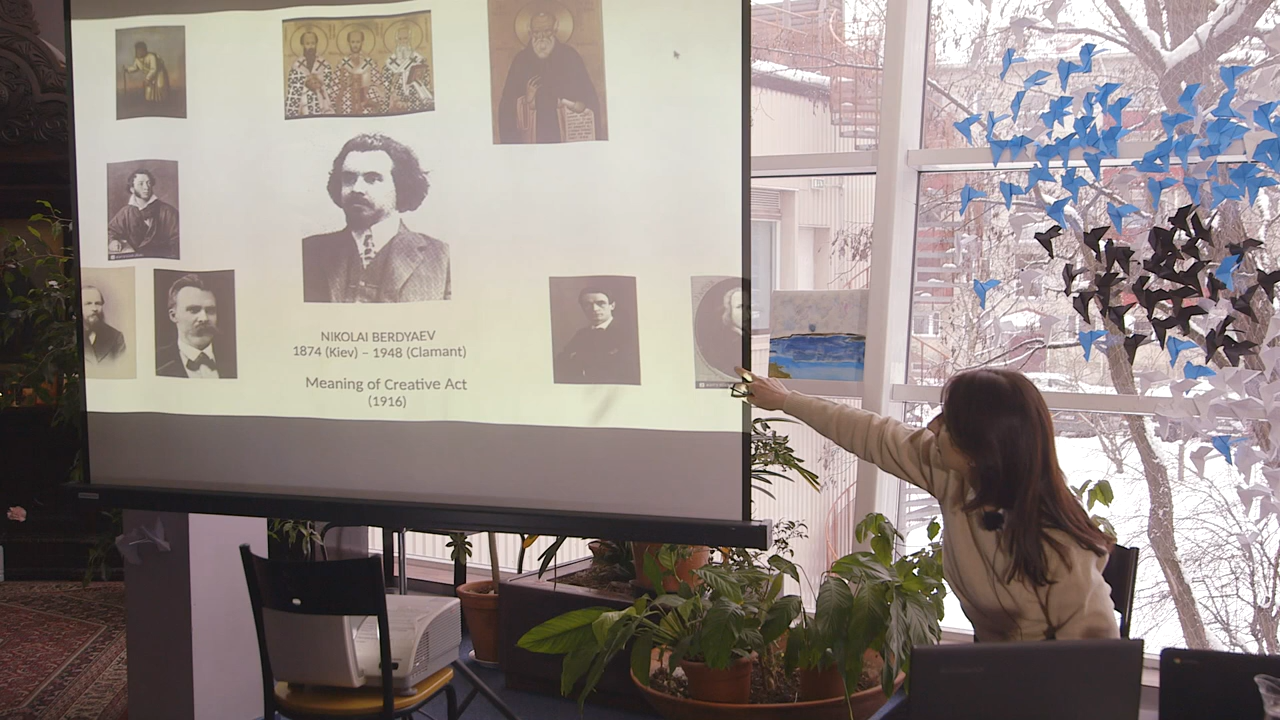 NIKOLAI BERDYAEV
1874 (Kiev) – 1948 (Clamant)
Meaning of Creative Act
(1916)